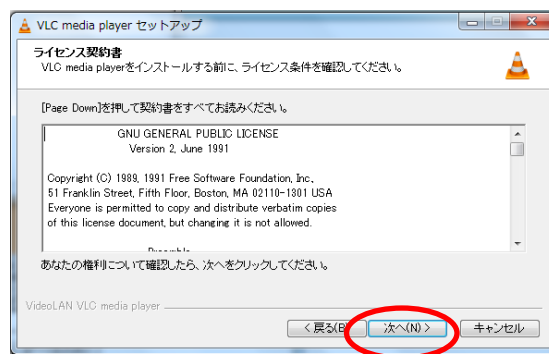 VLC media player セットアップ
ライセンス契約書
VLC media playerをインストールする前に、ライセンス条件を確認してください。
[Page Down]を押して契約書をすべてお読みください。
GNU GENERAL PUBLIC LICENSE
Version 2, June 1991
Copyright (C) 1989, 1991 Free Software Foundation, Inc.,
51 Franklin Street, Fifth Floor, Boston, MA 02110-1301 USA
Everyone is permitted to copy and distribute verbatim copies
of this license document, but changing it is not allowed.
あなたの権利について確認したら、次へをクリックしてください。
VideoLAN VLC media player
< 戻る(B) 次へ(N) > キャンセル